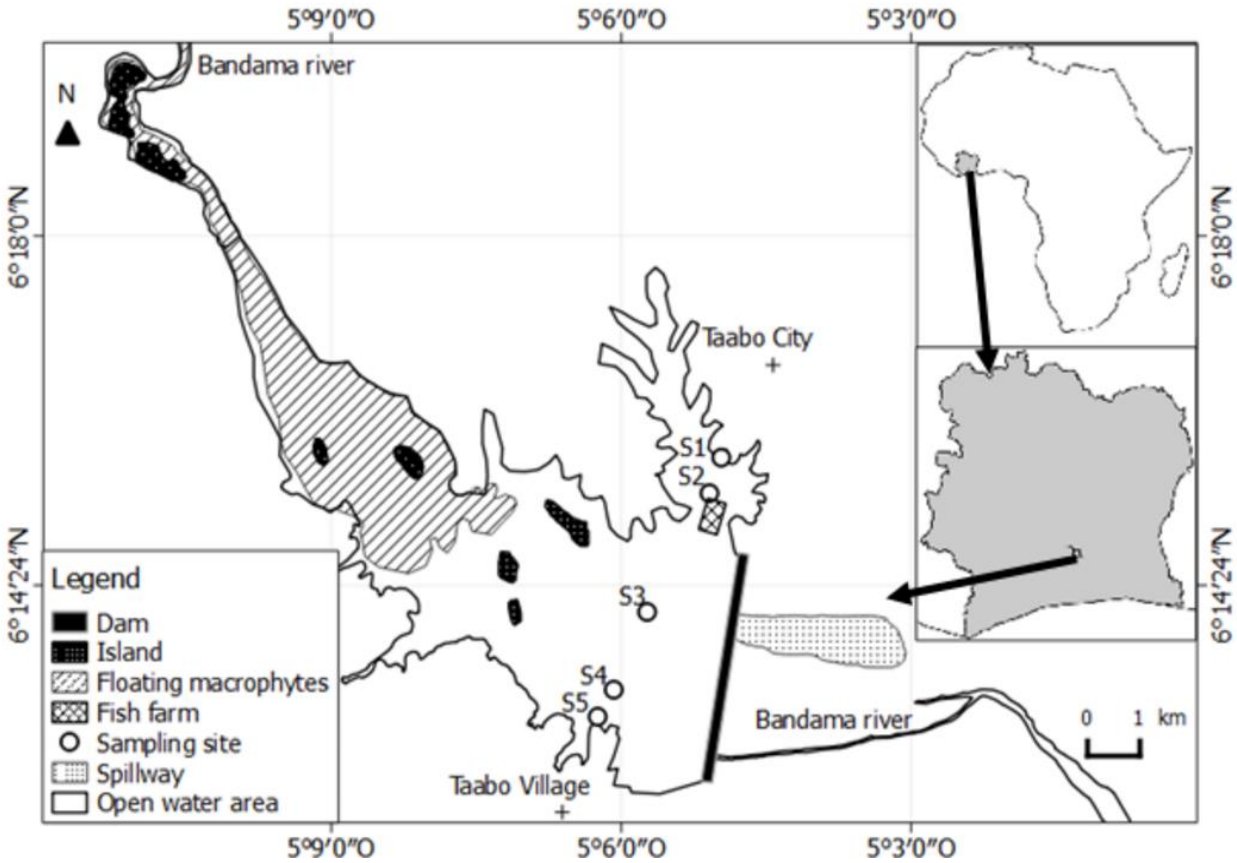 5°9'0"O 5°6'0"O 5°3'0"O
Bandama river
N
6°18'0"N 6°18'0"N
Taabo City
S1
S2
6°14'24"N 6°14'24"N
Legend
Dam
Island
Floating macrophytes
Fish farm
Sampling site
Spillway
Open water area
S3
S4
S5
Bandama river
0 1 km
Taabo Village
5°9'0"O 5°6'0"O 5°3'0"O